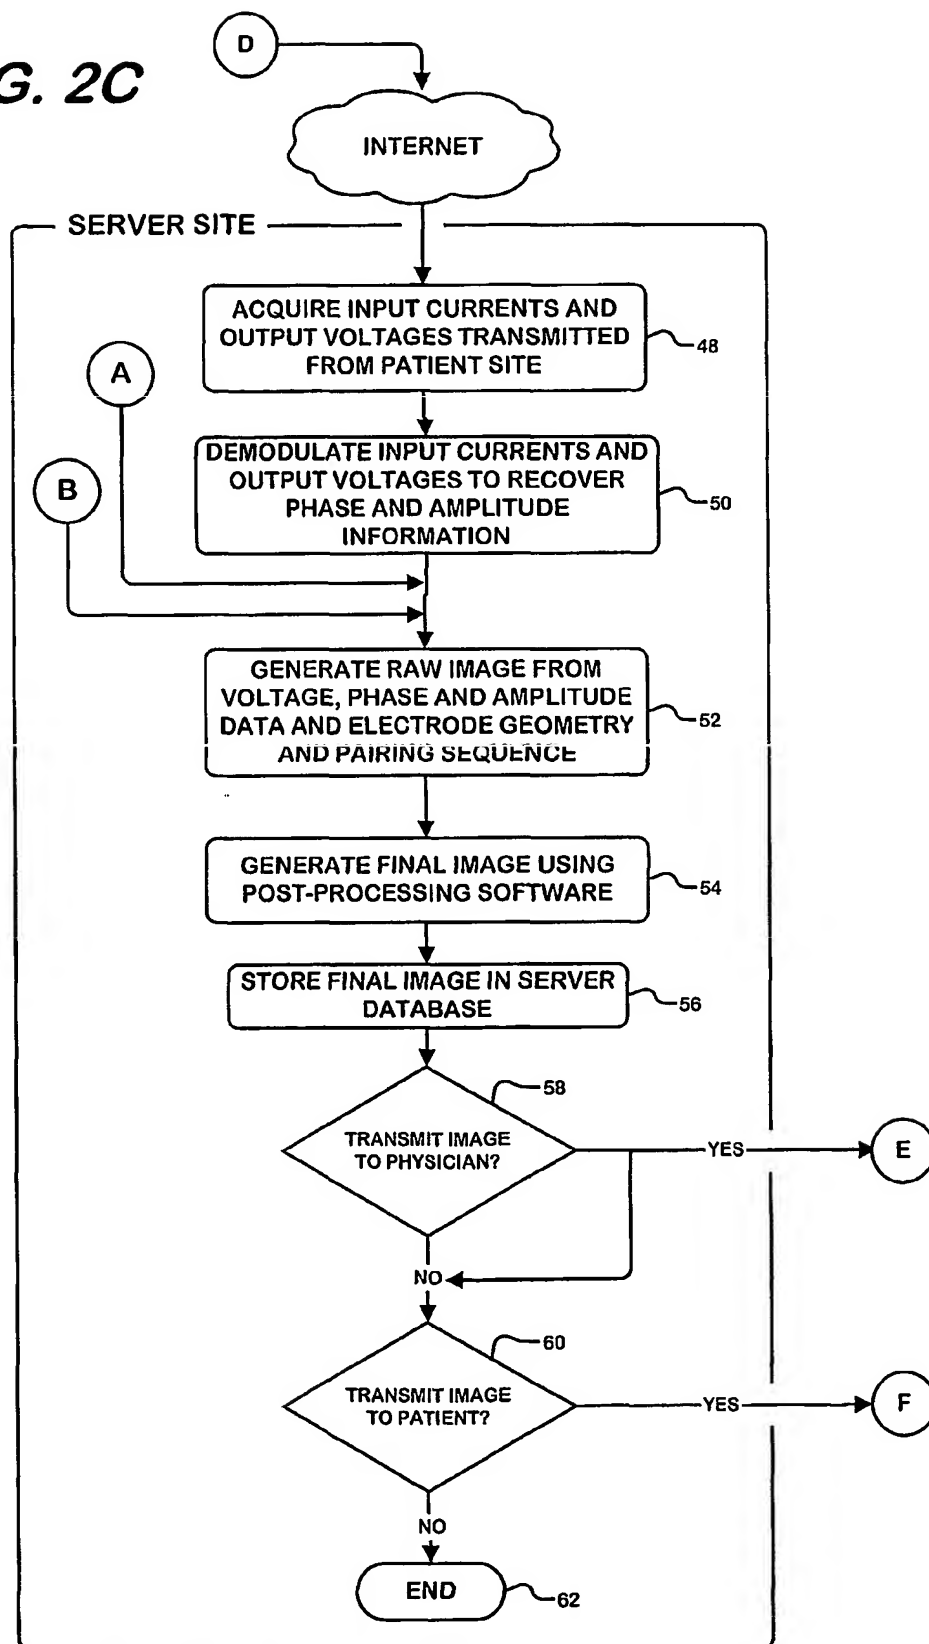 D
G. 2C
INTERNET
SERVER SITE
ACQUIRE INPUT CURRENTS AND
OUTPUT VOLTAGES TRANSMITTED
FROM PATIENT SITE
48
A
DEMODULATE INPUT CURRENTS AND
OUTPUT VOLTAGES TO RECOVER
PHASE AND AMPLITUDE
INFORMATION
50
B
GENERATE RAW IMAGE FROM
VOLTAGE, PHASE AND AMPLITUDE
DATA AND ELECTRODE GEOMETRY
AND PAIRING SEQUENCE
52
GENERATE FINAL IMAGE USING
POST-PROCESSING SOFTWARE
54
STORE FINAL IMAGE IN SERVER
DATABASE
56
58
TRANSMIT IMAGE
TO PHYSICIAN?
YES
E
NO
60
TRANSMIT IMAGE
TO PATIENT?
YES
F
NO
END
62